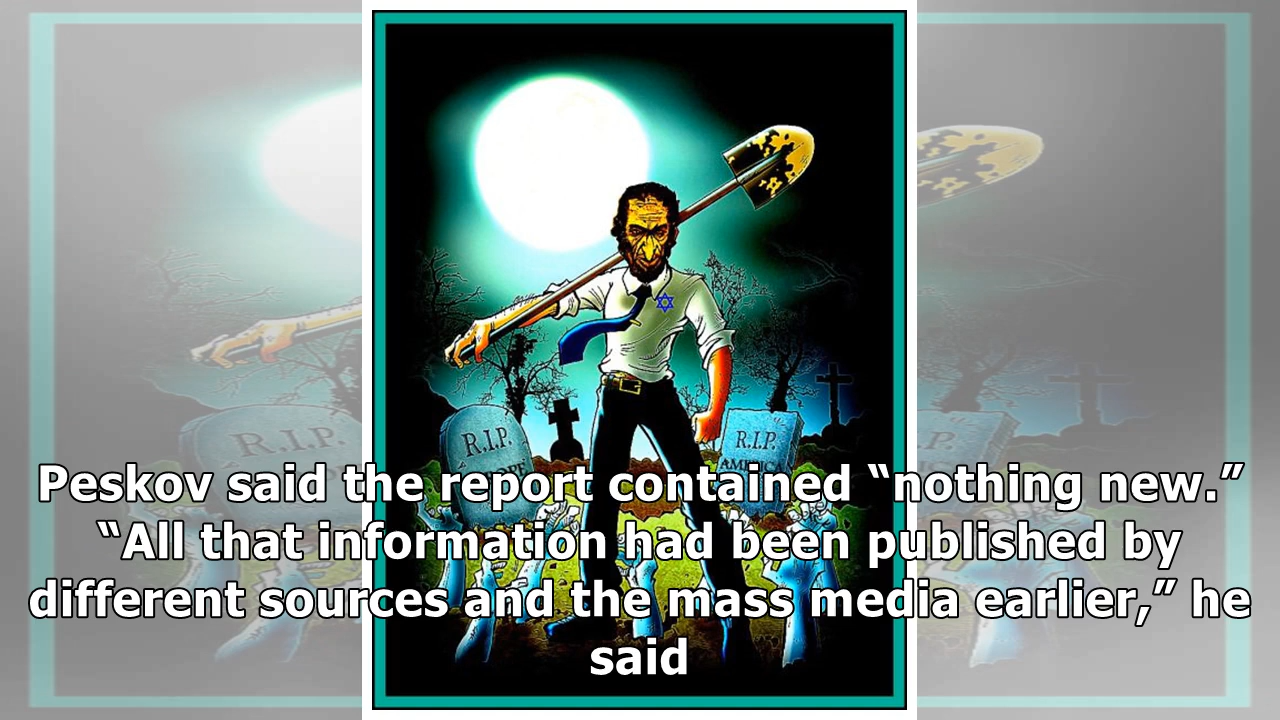 R.I.P.
R.I.P.
AMERICA
Peskov said the report contained “nothing new.”
“All that information had been published by
different sources and the mass media earlier,” he
said